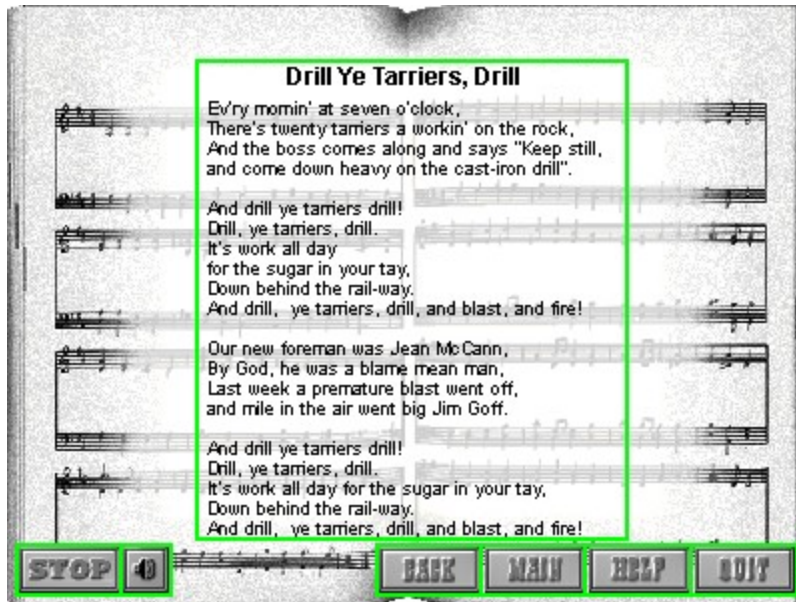 Drill Ye Tarriers, Drill
Ev'ry mornin' at seven o'clock,
There's twenty tarriers a workin' on the rock,
And the boss comes along and says "Keep still,
and come down heavy on the cast-iron drill".
And drill ye tarriers drill!
Drill, ye tarriers, drill.
It's work all day
for the sugar in your tay,
Down behind the rail-way.
And drill, ye tarriers, drill, and blast, and fire!
Our new foreman was Jean McCann,
By God, he was a blame mean man,
Last week a premature blast went off,
and mile in the air went big Jim Goff.
And drill ye tarriers drill!
Drill, ye tarriers, drill.
It's work all day for the sugar in your tay,
Down behind the rail-way.
And drill, ye tarriers, drill, and blast, and fire!
STOP BACK MAIN HELP QUIT